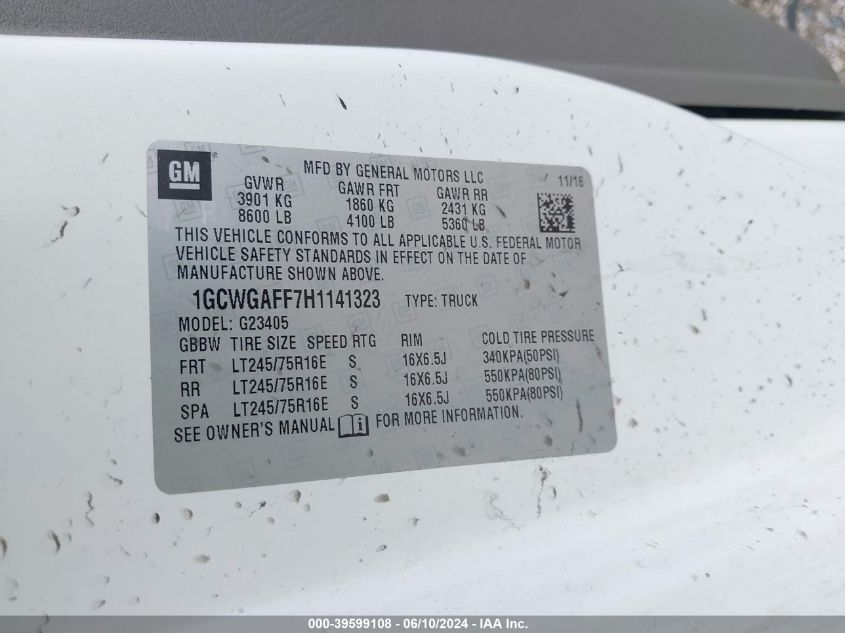 GM
MFD BY GENERAL MOTORS LLC
11/16
GVWR GAWR FRT GAWR RR
3901 KG 1860 KG 2431 KG
8600 LB 4100 LB 5360 LB
THIS VEHICLE CONFORMS TO ALL APPLICABLE U.S. FEDERAL MOTOR
VEHICLE SAFETY STANDARDS IN EFFECT ON THE DATE OF
MANUFACTURE SHOWN ABOVE.
1GCWGAFF7H1141323 TYPE: TRUCK
MODEL: G23405
GBBW TIRE SIZE SPEED RTG RIM COLD TIRE PRESSURE
FRT LT245/75R16E S 16X6.5J 340KPA(50PSI)
RR LT245/75R16E S 16X6.5J 550KPA(80PSI)
SPA LT245/75R16E S 16X6.5J 550KPA(80PSI)
SEE OWNER'S MANUAL i FOR MORE INFORMATION.
000-39599108 - 06/10/2024 - IAA Inc.